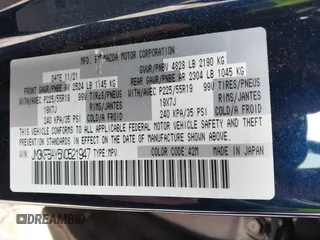 MFD. BY MAZDA MOTOR CORPORATION
DATE 11/21 GVWR/PNBV 4828 LB 2190 KG
FRONT GAWR/PNBE AV 2524 LB 1145 KG REAR GAWR/PNBE AR 2304 LB 1045 KG
WITH/AVEC P225/55R19 99V TIRES/PNEUS WITH/AVEC P225/55R19 99V TIRES/PNEUS
19X7J RIMS/JANTES 19X7J RIMS/JANTES
240 KPA/35 PSI COLD/A FROID 240 KPA/35 PSI COLD/A FROID
THIS VEHICLE CONFORMS TO ALL APPLICABLE FEDERAL MOTOR VEHICLE SAFETY, BUMPER,
AND THEFT PREVENTION STANDARDS IN EFFECT ON THE DATE OF MANUFACTURE SHOWN ABOVE.
TYPE:MPV
COLOR CODE:42M MADE IN JAPAN
DREAMBID